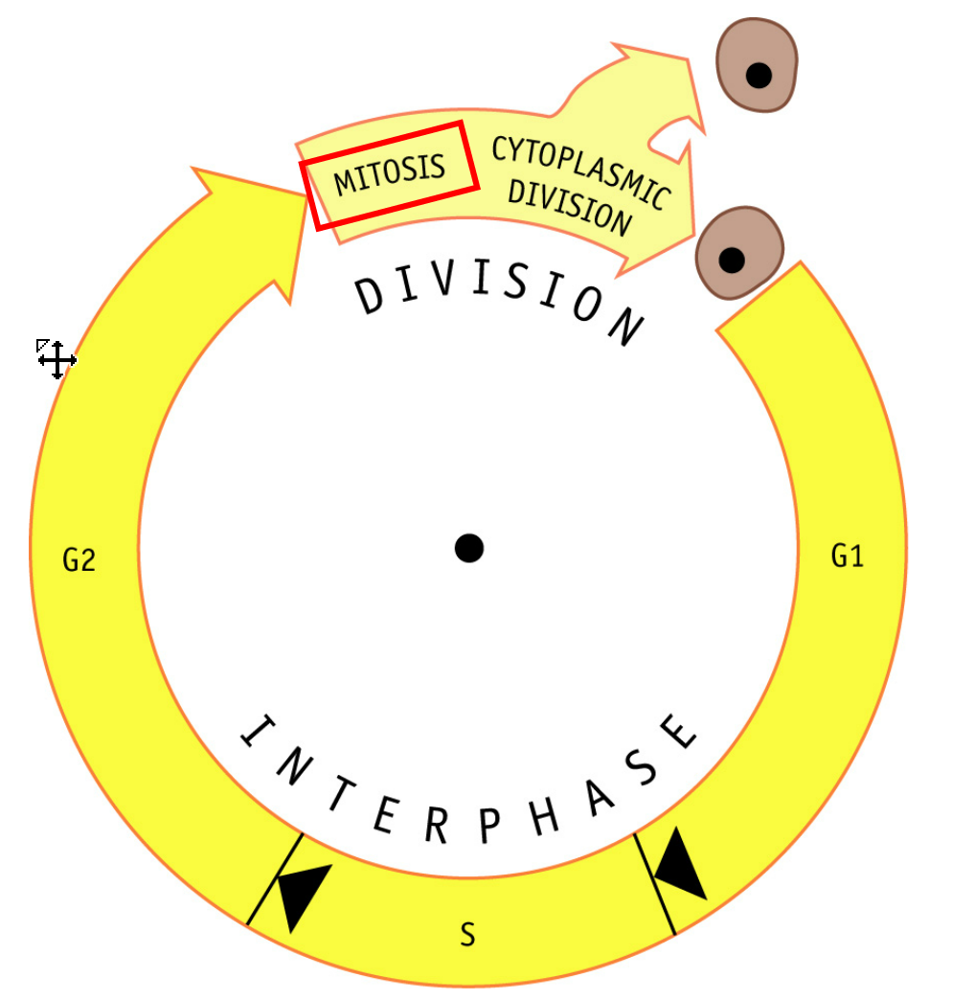 MITOSIS
CYTOPLASMIC
DIVISION
DIVISION
G2
G1
INTERPHASE
S